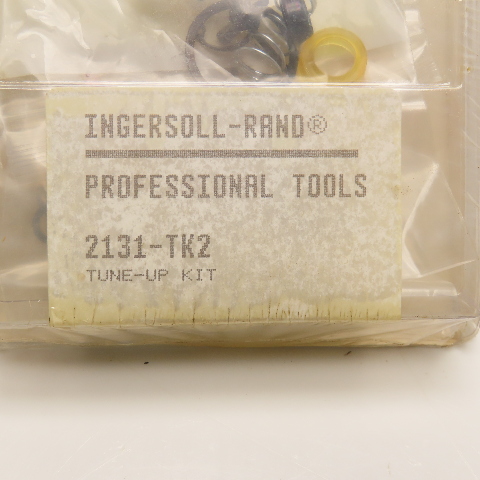 INGERSOLL-RAND®
PROFESSIONAL TOOLS
2131-TK2
TUNE-UP KIT